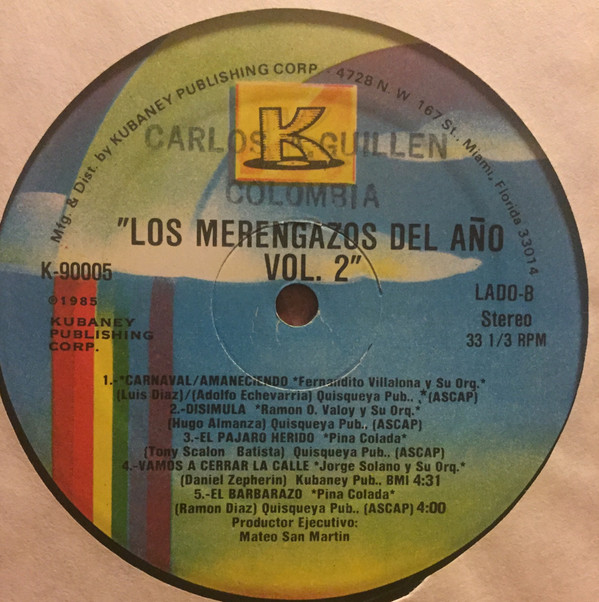 Mfg. & Dist. by KUBANEY PUBLISHING CORP. - 4728 N. W. 167 St., Miami, Florida 33014
K
CARLOS A. GUILLEN
COLOMBIA
"LOS MERENGAZOS DEL AÑO
VOL. 2"
K-90005
©1985
KUBANEY
PUBLISHING
CORP.
LADO-B
Stereo
33 1/3 RPM
1.-*CARNAVAL/AMANECIENDO *Fernandito Villalona y Su Orq.*
(Luis Diaz)/(Adolfo Echevarria) Quisqueya Pub.. *(ASCAP)
2.-DISIMULA *Ramon O. Valoy y Su Orq.*
(Hugo Almanza) Quisqueya Pub.. (ASCAP)
3.-EL PAJARO HERIDO *Pina Colada*
(Tony Scalon Batista) Quisqueya Pub.. (ASCAP)
4.-VAMOS A CERRAR LA CALLE *Jorge Solano y Su Orq.*
(Daniel Zepherin) Kubaney Pub.. BMI 4:31
5.-EL BARBARAZO *Pina Colada*
(Ramon Diaz) Quisqueya Pub.. (ASCAP) 4:00
Productor Ejecutivo:
Mateo San Martin